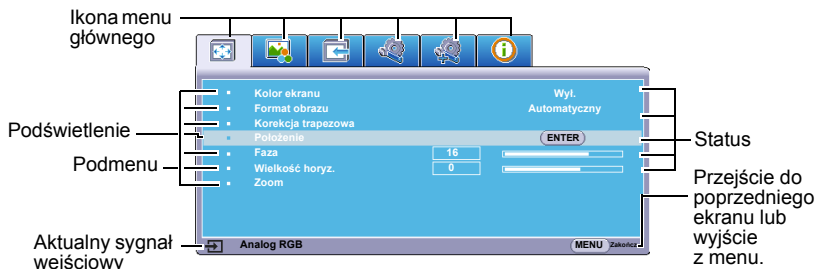 Ikona menu
głównego
Kolor ekranu Wył.
Format obrazu Automatyczny
Korekcja trapezowa
Podświetlenie
Położenie ENTER
Status
Faza 16
Podmenu
Wielkość horyz. 0
Zoom
Przejście do
poprzedniego
ekranu lub
wyjście
z menu.
Aktualny sygnał
wejściowy
Analog RGB MENU Zakończ